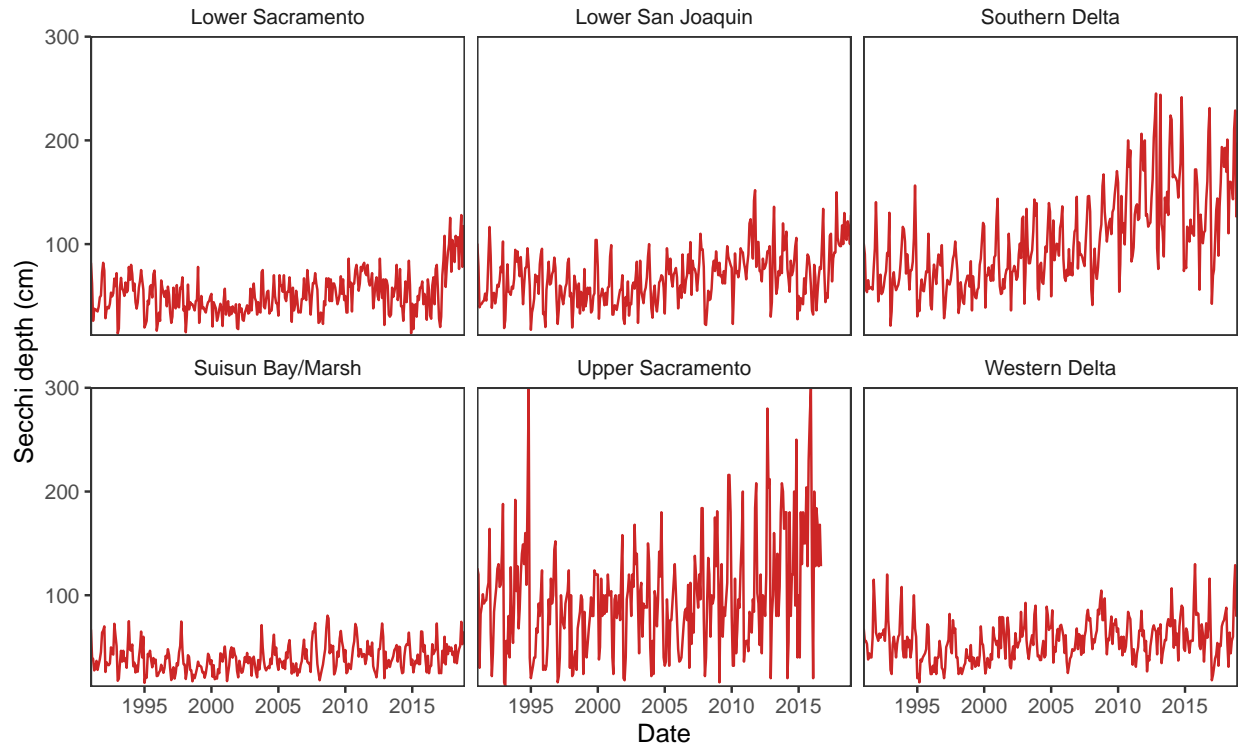 Lower Sacramento
Lower San Joaquin
Southern Delta
300
200
100
Suisun Bay/Marsh
Upper Sacramento
Western Delta
300
200
100
1995 2000 2005 2010 2015
1995 2000 2005 2010 2015
1995 2000 2005 2010 2015
Date
Secchi depth (cm)